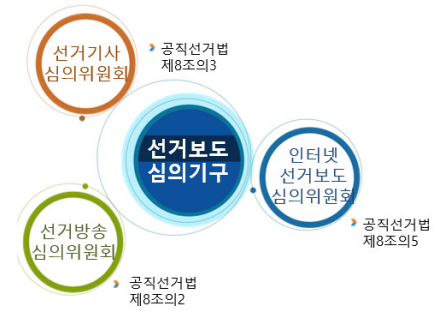 선거기사
심의위원회
공직선거법
제8조의3
선거보도
심의기구
인터넷
선거보도
심의위원회
공직선거법
제8조의5
선거방송
심의위원회
공직선거법
제8조의2